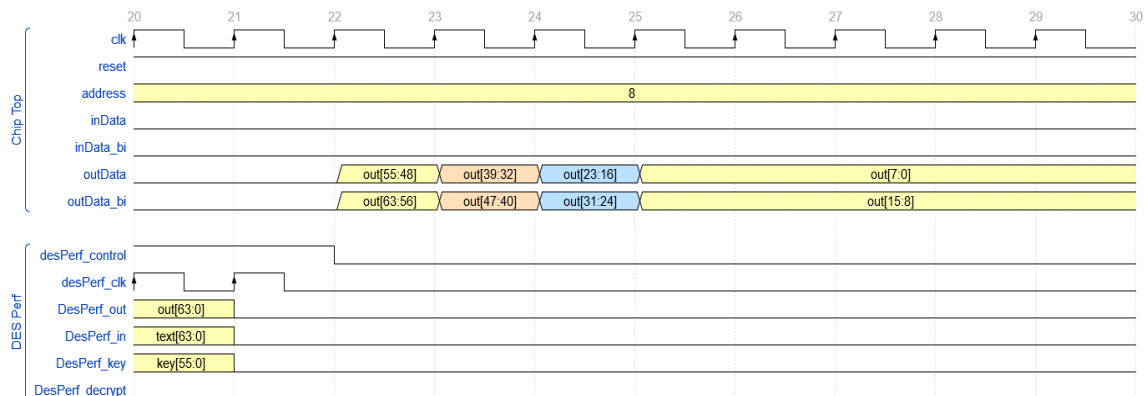 20 21 22 23 24 25 26 27 28 29 30
Chip Top
clk
reset
address 8
inData
inData_bi
outData out[55:48] out[39:32] out[23:16] out[7:0]
outData_bi out[63:56] out[47:40] out[31:24] out[15:8]
DES Perf
desPerf_control
desPerf_clk
DesPerf_out out[63:0]
DesPerf_in text[63:0]
DesPerf_key key[55:0]
DesPerf_decrypt